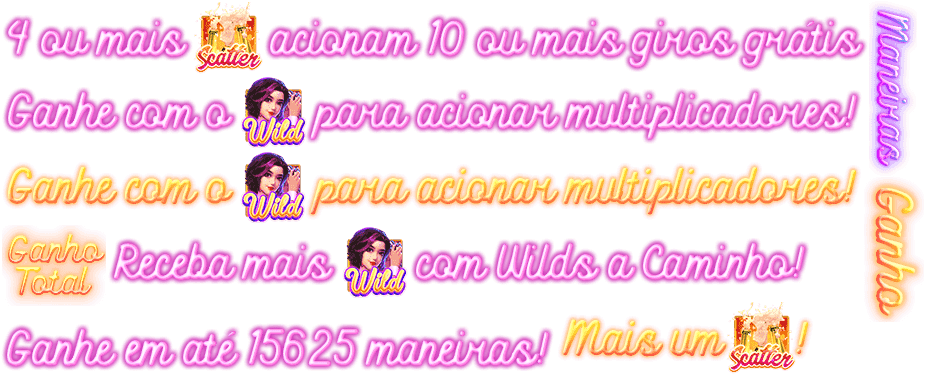 4 ou mais Scatter acionam 10 ou mais giros grátis
Ganhe com o Wild para acionar multiplicadores!
Ganhe com o Wild para acionar multiplicadores!
Ganho Total
Receba mais Wild com Wilds a Caminho!
Ganhe em até 15625 maneiras!
Mais um Scatter !
Maneiras
Ganho